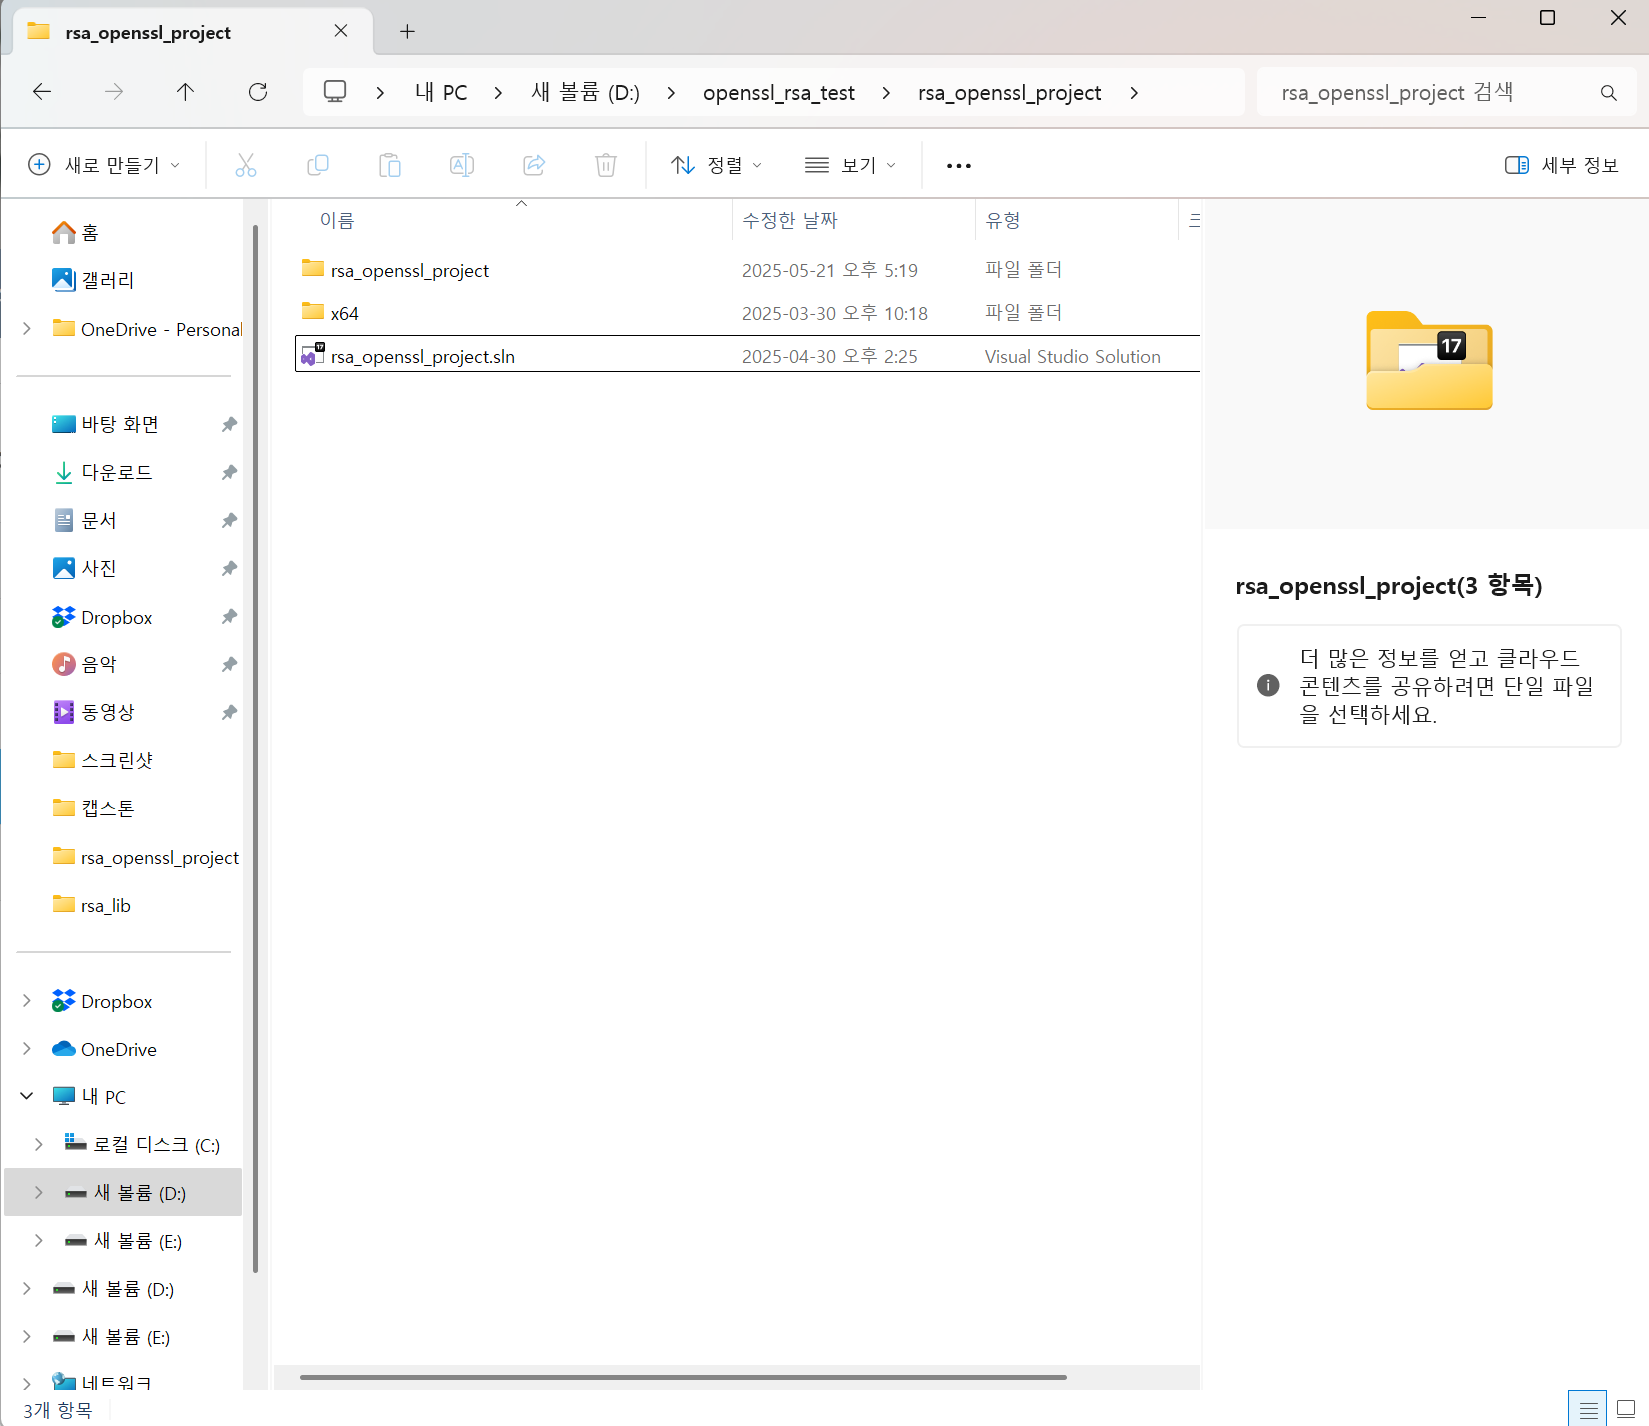 rsa_openssl_project
내 PC
새 볼륨 (D:)
openssl_rsa_test
rsa_openssl_project
rsa_openssl_project 검색
새로 만들기
정렬
보기
세부 정보
홈
갤러리
OneDrive - Personal
바탕 화면
다운로드
문서
사진
Dropbox
음악
동영상
스크린샷
캡스톤
rsa_openssl_project
rsa_lib
Dropbox
OneDrive
내 PC
로컬 디스크 (C:)
새 볼륨 (D:)
새 볼륨 (E:)
새 볼륨 (D:)
새 볼륨 (E:)
네트워크
이름 수정한 날짜 유형
rsa_openssl_project 2025-05-21 오후 5:19 파일 폴더
x64 2025-03-30 오후 10:18 파일 폴더
rsa_openssl_project.sln 2025-04-30 오후 2:25 Visual Studio Solution
17
rsa_openssl_project(3 항목)
더 많은 정보를 얻고 클라우드
콘텐츠를 공유하려면 단일 파일
을 선택하세요.
3개 항목